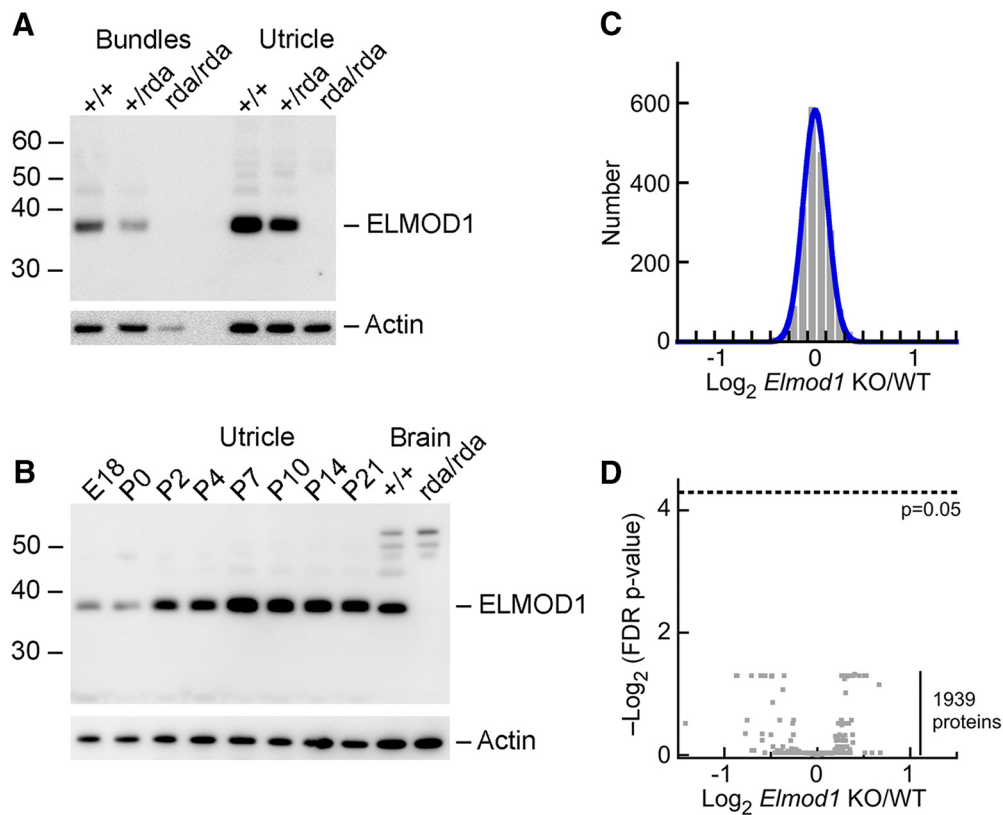 A
Bundles Utricle
+/+ +/rda rda/rda +/+ +/rda rda/rda
60 –
50 –
40 –
30 –
– ELMOD1
– Actin
B
Utricle Brain
E18 P0 P2 P4 P7 P10 P14 P21 +/+ rda/rda
50 –
40 –
30 –
– ELMOD1
– Actin
C
Number
600
400
200
0
-1 0 1
Log2 Elmod1 KO/WT
D
–Log2 (FDR p-value)
4
2
0
p=0.05
1939
proteins
-1 0 1
Log2 Elmod1 KO/WT